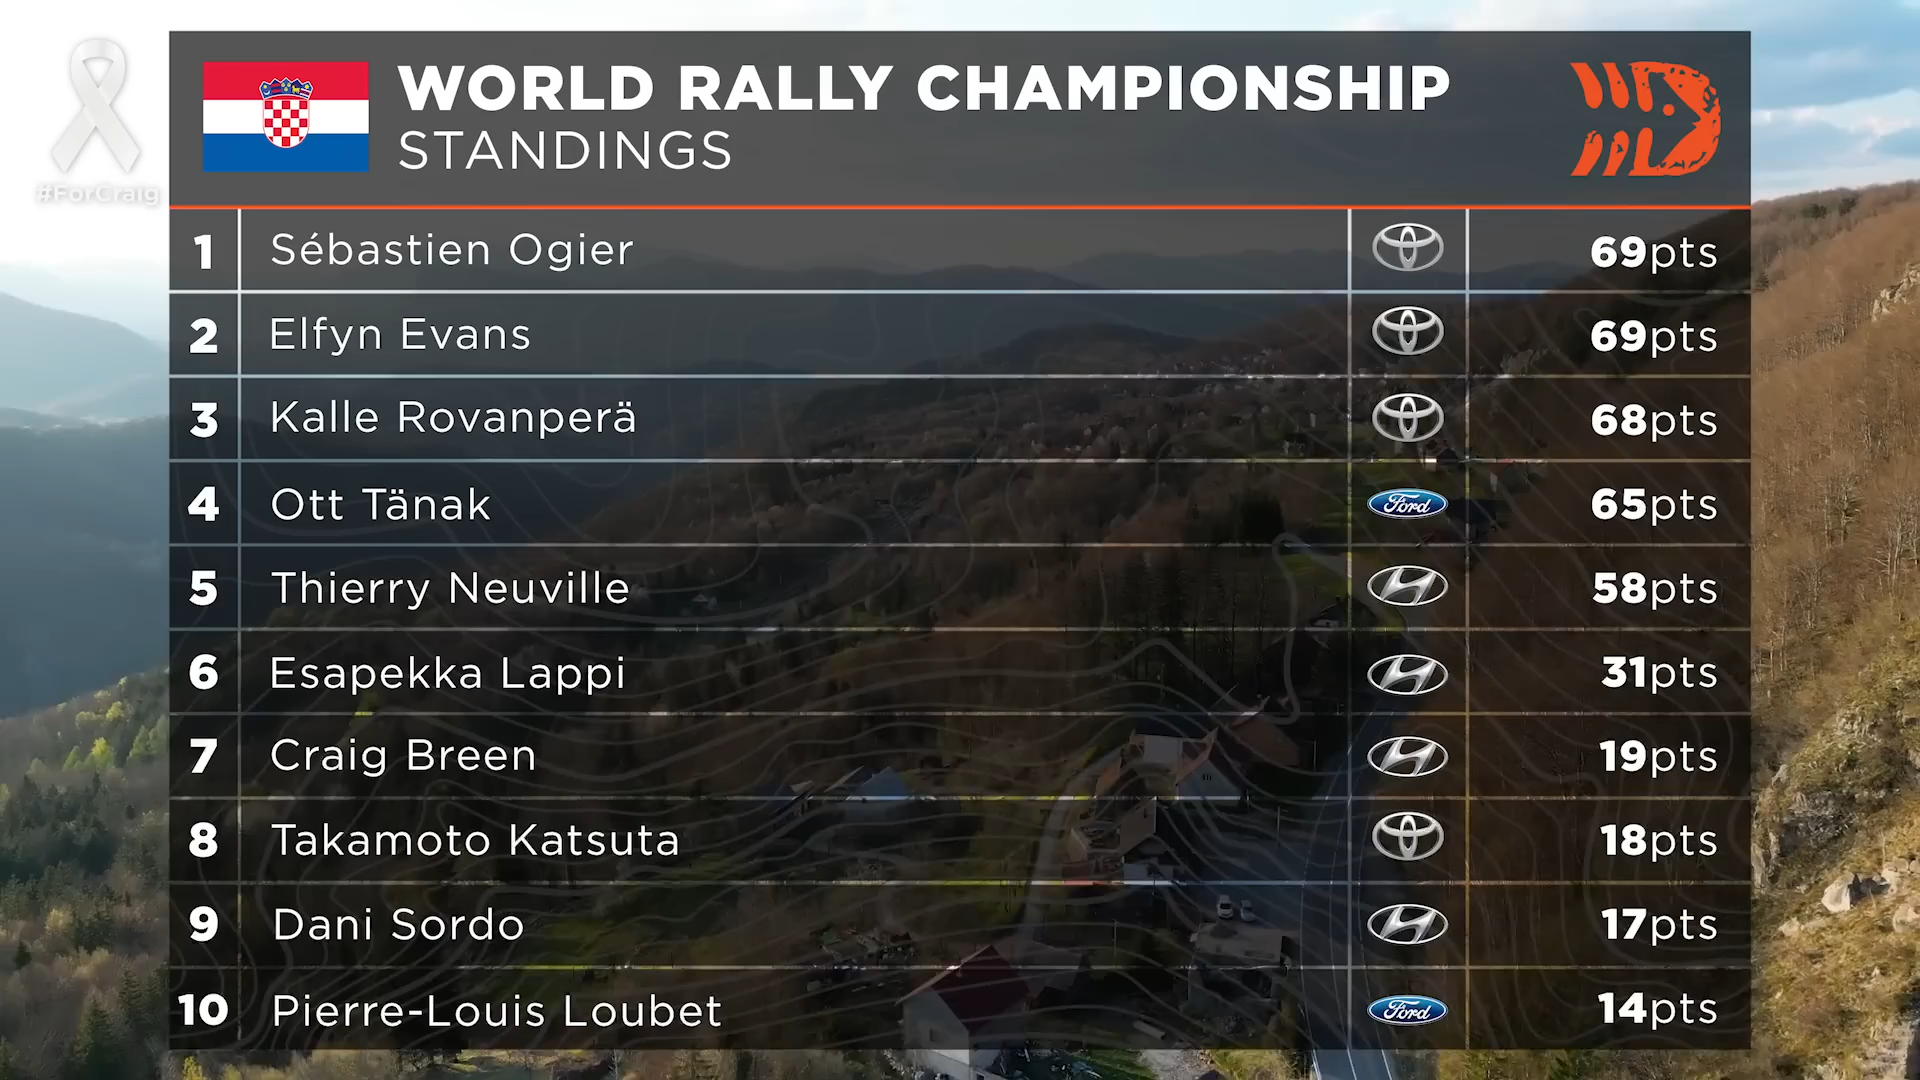 #ForCraig
WORLD RALLY CHAMPIONSHIP
STANDINGS
1 Sébastien Ogier 69pts
2 Elfyn Evans 69pts
3 Kalle Rovanperä 68pts
4 Ott Tänak Ford 65pts
5 Thierry Neuville 58pts
6 Esapekka Lappi 31pts
7 Craig Breen 19pts
8 Takamoto Katsuta 18pts
9 Dani Sordo 17pts
10 Pierre-Louis Loubet Ford 14pts